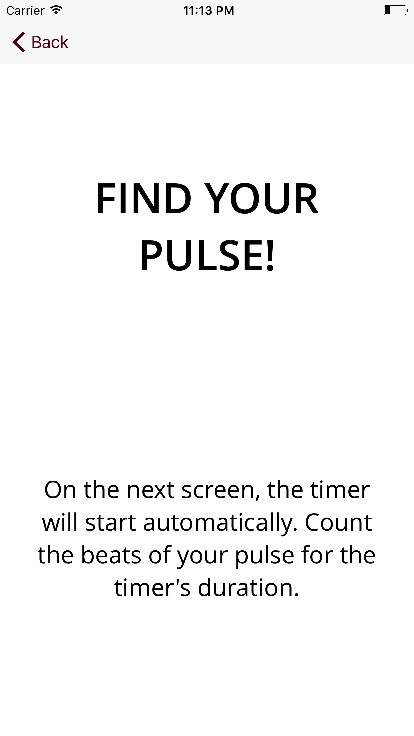 Carrier 11:13 PM
Back
FIND YOUR
PULSE!
On the next screen, the timer
will start automatically. Count
the beats of your pulse for the
timer's duration.